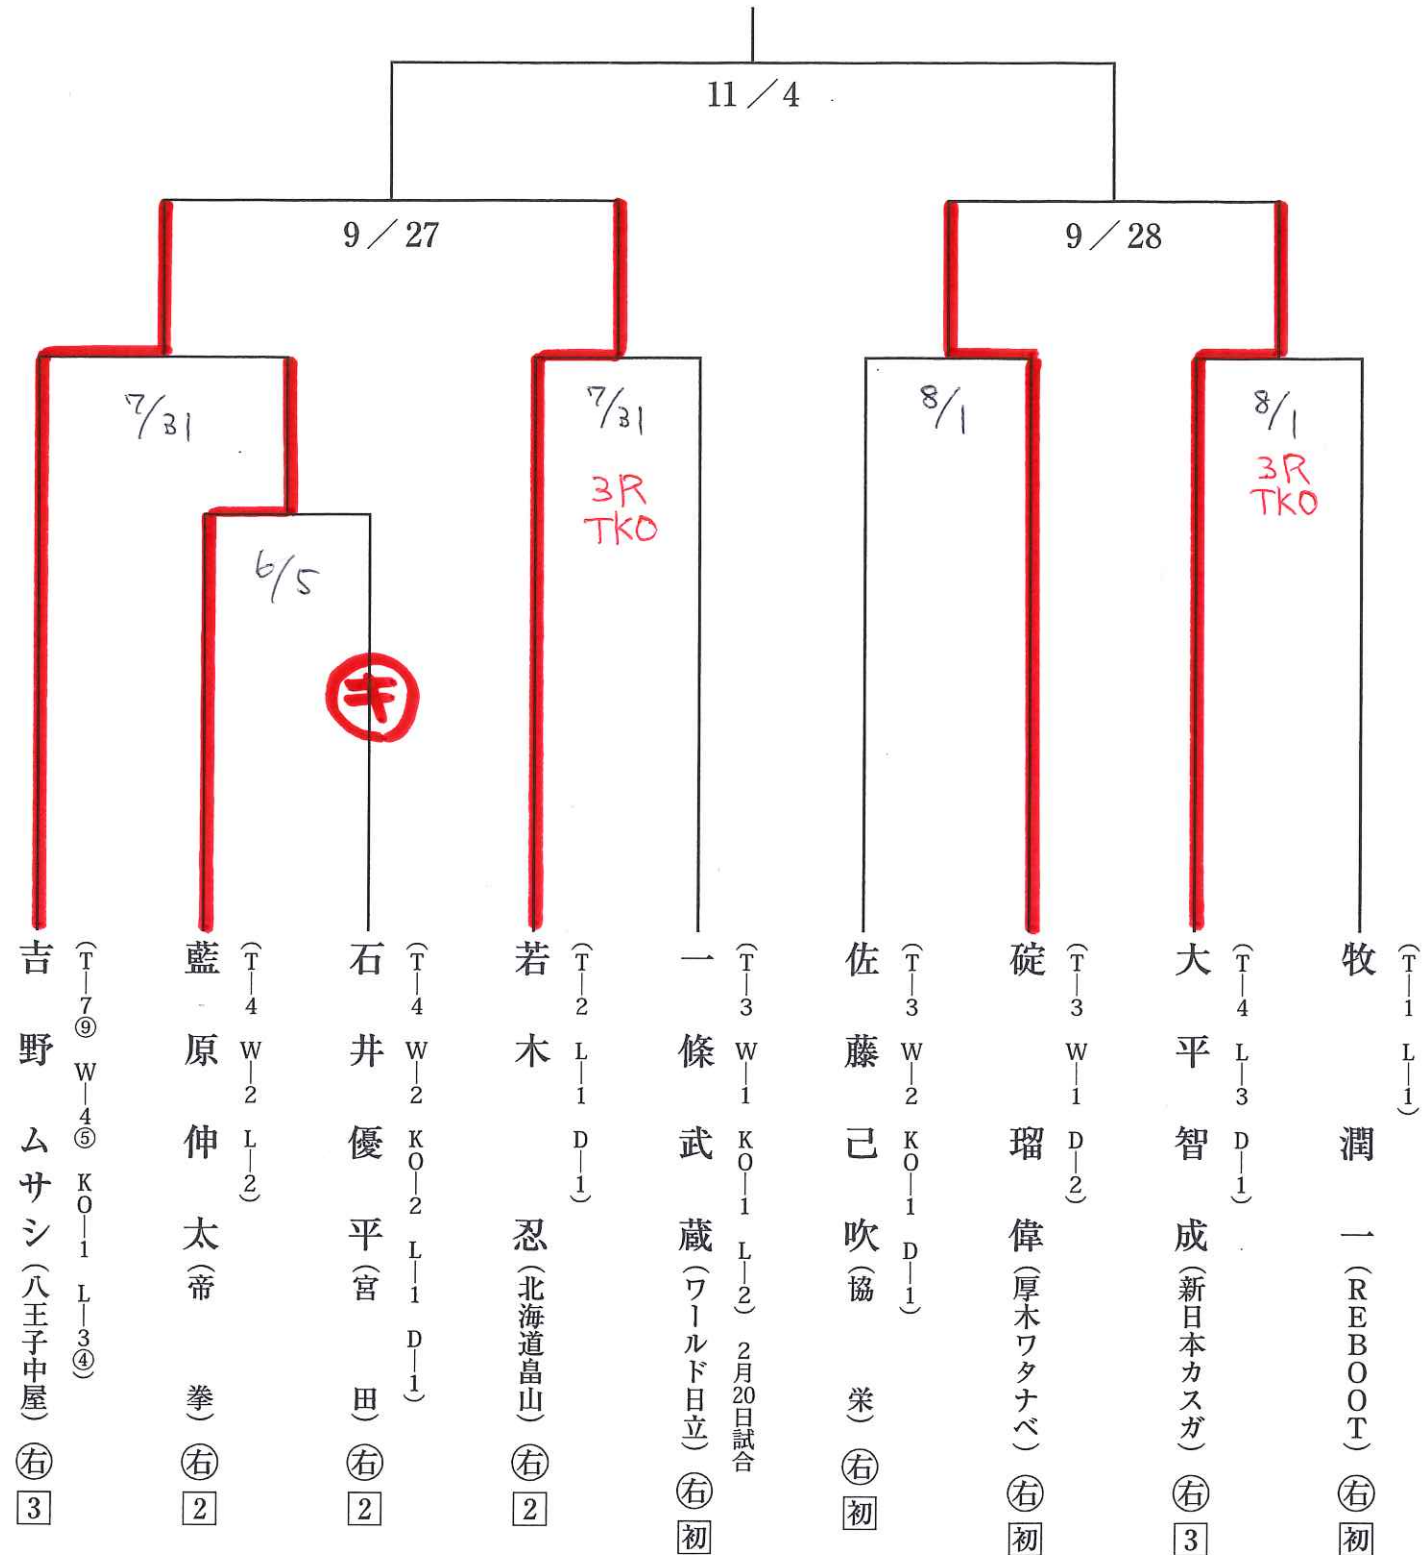 11／4
9／27
9／28
7/31
7/31
8/1
8/1
3R
TKO
3R
TKO
6/5
キ
吉野ムサシ（八王子中屋）右 3
（T―7⑨ W―4⑤ KO―1 L―3④）
藍原伸太（帝拳）右 2
（T―4 W―2 L―2）
石井優平（宮田）右 2
（T―4 W―2 KO―2 L―1 D―1）
若木忍（北海道畠山）右 2
（T―2 L―1 D―1）
一條武蔵（ワールド日立）右 初
（T―3 W―1 KO―1 L―2）2月20日試合
佐藤己吹（協栄）右 初
（T―3 W―2 KO―1 D―1）
碇瑠偉（厚木ワタナベ）右 初
（T―3 W―1 D―2）
大平智成（新日本カスガ）右 3
（T―4 L―3 D―1）
牧潤一（REBOOT）右 初
（T―1 L―1）